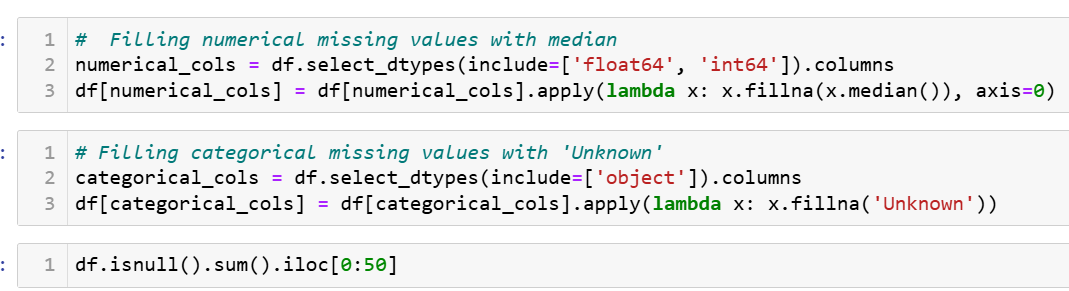 :
1 #  Filling numerical missing values with median
2 numerical_cols = df.select_dtypes(include=['float64', 'int64']).columns
3 df[numerical_cols] = df[numerical_cols].apply(lambda x: x.fillna(x.median()), axis=0)
:
1 # Filling categorical missing values with 'Unknown'
2 categorical_cols = df.select_dtypes(include=['object']).columns
3 df[categorical_cols] = df[categorical_cols].apply(lambda x: x.fillna('Unknown'))
:
1 df.isnull().sum().iloc[0:50]